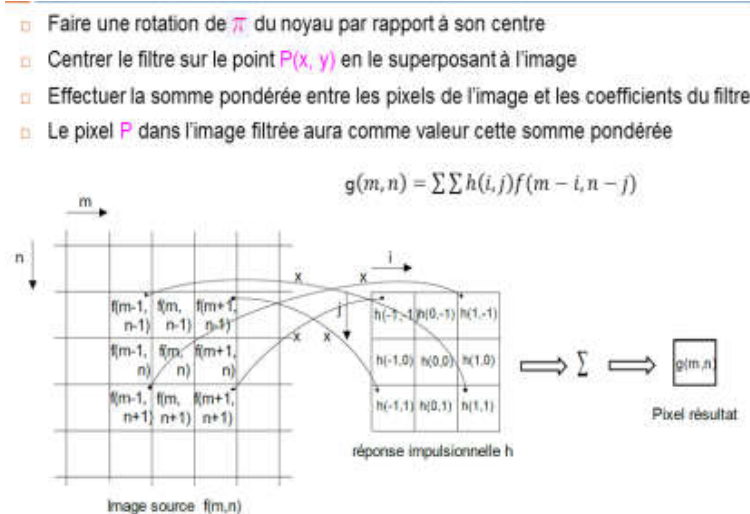 Faire une rotation de π du noyau par rapport à son centre
Centrer le filtre sur le point P(x, y) en le superposant à l'image
Effectuer la somme pondérée entre les pixels de l'image et les coefficients du filtre
Le pixel P dans l'image filtrée aura comme valeur cette somme pondérée
g(m, n) = ∑∑ h(i, j)f(m − i, n − j)
m
n
i
j
x x
x x
f(m-1, f(m, f(m+1,
n-1) n-1) n-1)
f(m-1, f(m, f(m+1,
n) n) n)
f(m-1, f(m, f(m+1,
n+1) n+1) n+1)
h(-1,-1) h(0,-1) h(1,-1)
h(-1,0) h(0,0) h(1,0)
h(-1,1) h(0,1) h(1,1)
∑
g(m,n)
Pixel résultat
réponse impulsionnelle h
Image source f(m,n)